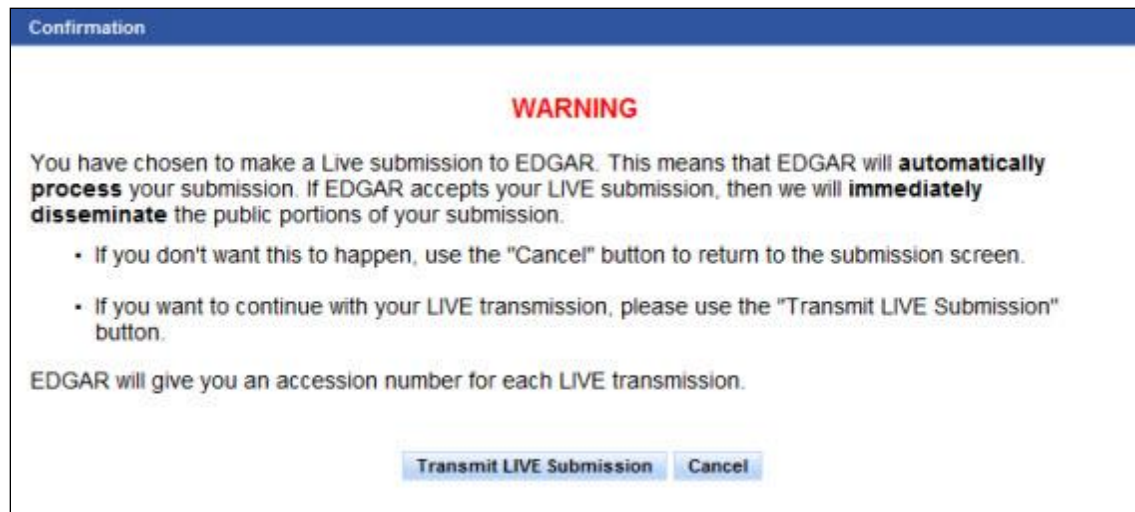 Confirmation
WARNING
You have chosen to make a Live submission to EDGAR. This means that EDGAR will automatically
process your submission. If EDGAR accepts your LIVE submission, then we will immediately
disseminate the public portions of your submission.
• If you don't want this to happen, use the "Cancel" button to return to the submission screen.
• If you want to continue with your LIVE transmission, please use the "Transmit LIVE Submission"
button.
EDGAR will give you an accession number for each LIVE transmission.
Transmit LIVE Submission Cancel